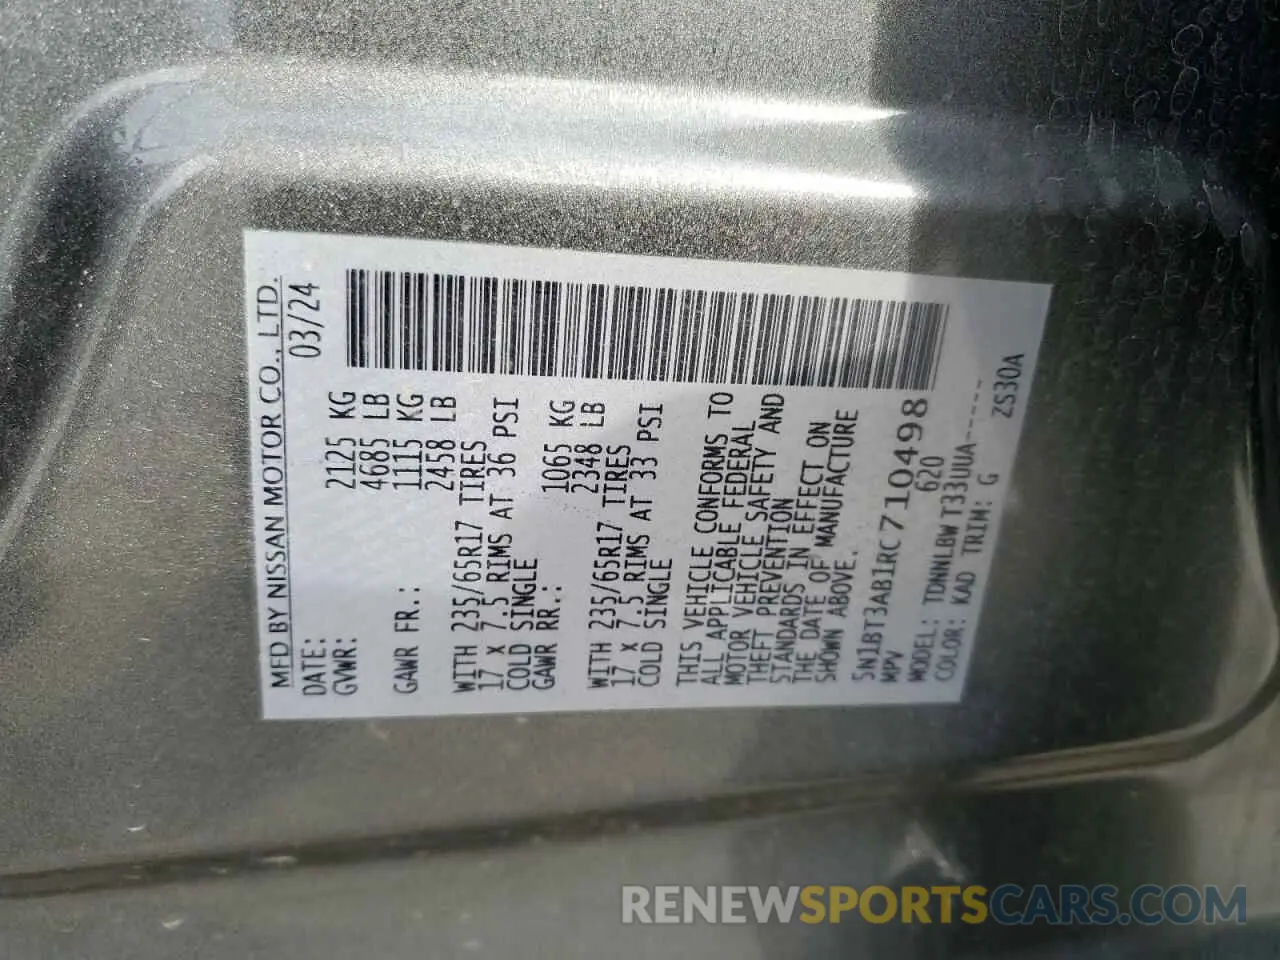 MFD BY NISSAN MOTOR CO., LTD.
DATE: 03/24
GVWR: 2125 KG
4685 LB
GAWR FR.: 1115 KG
2458 LB
WITH 235/65R17 TIRES
17 X 7.5 RIMS AT 36 PSI
COLD SINGLE
GAWR RR.: 1065 KG
2348 LB
WITH 235/65R17 TIRES
17 X 7.5 RIMS AT 33 PSI
COLD SINGLE
THIS VEHICLE CONFORMS TO
ALL APPLICABLE FEDERAL
MOTOR VEHICLE SAFETY AND
THEFT PREVENTION
STANDARDS IN EFFECT ON
THE DATE OF MANUFACTURE
SHOWN ABOVE.
5N1BT3AB1RC710498
MPV 620
MODEL: TDNNLBW T33UUA-----
COLOR: KAD TRIM: G ZS30A
RENEWSPORTSCARS.COM